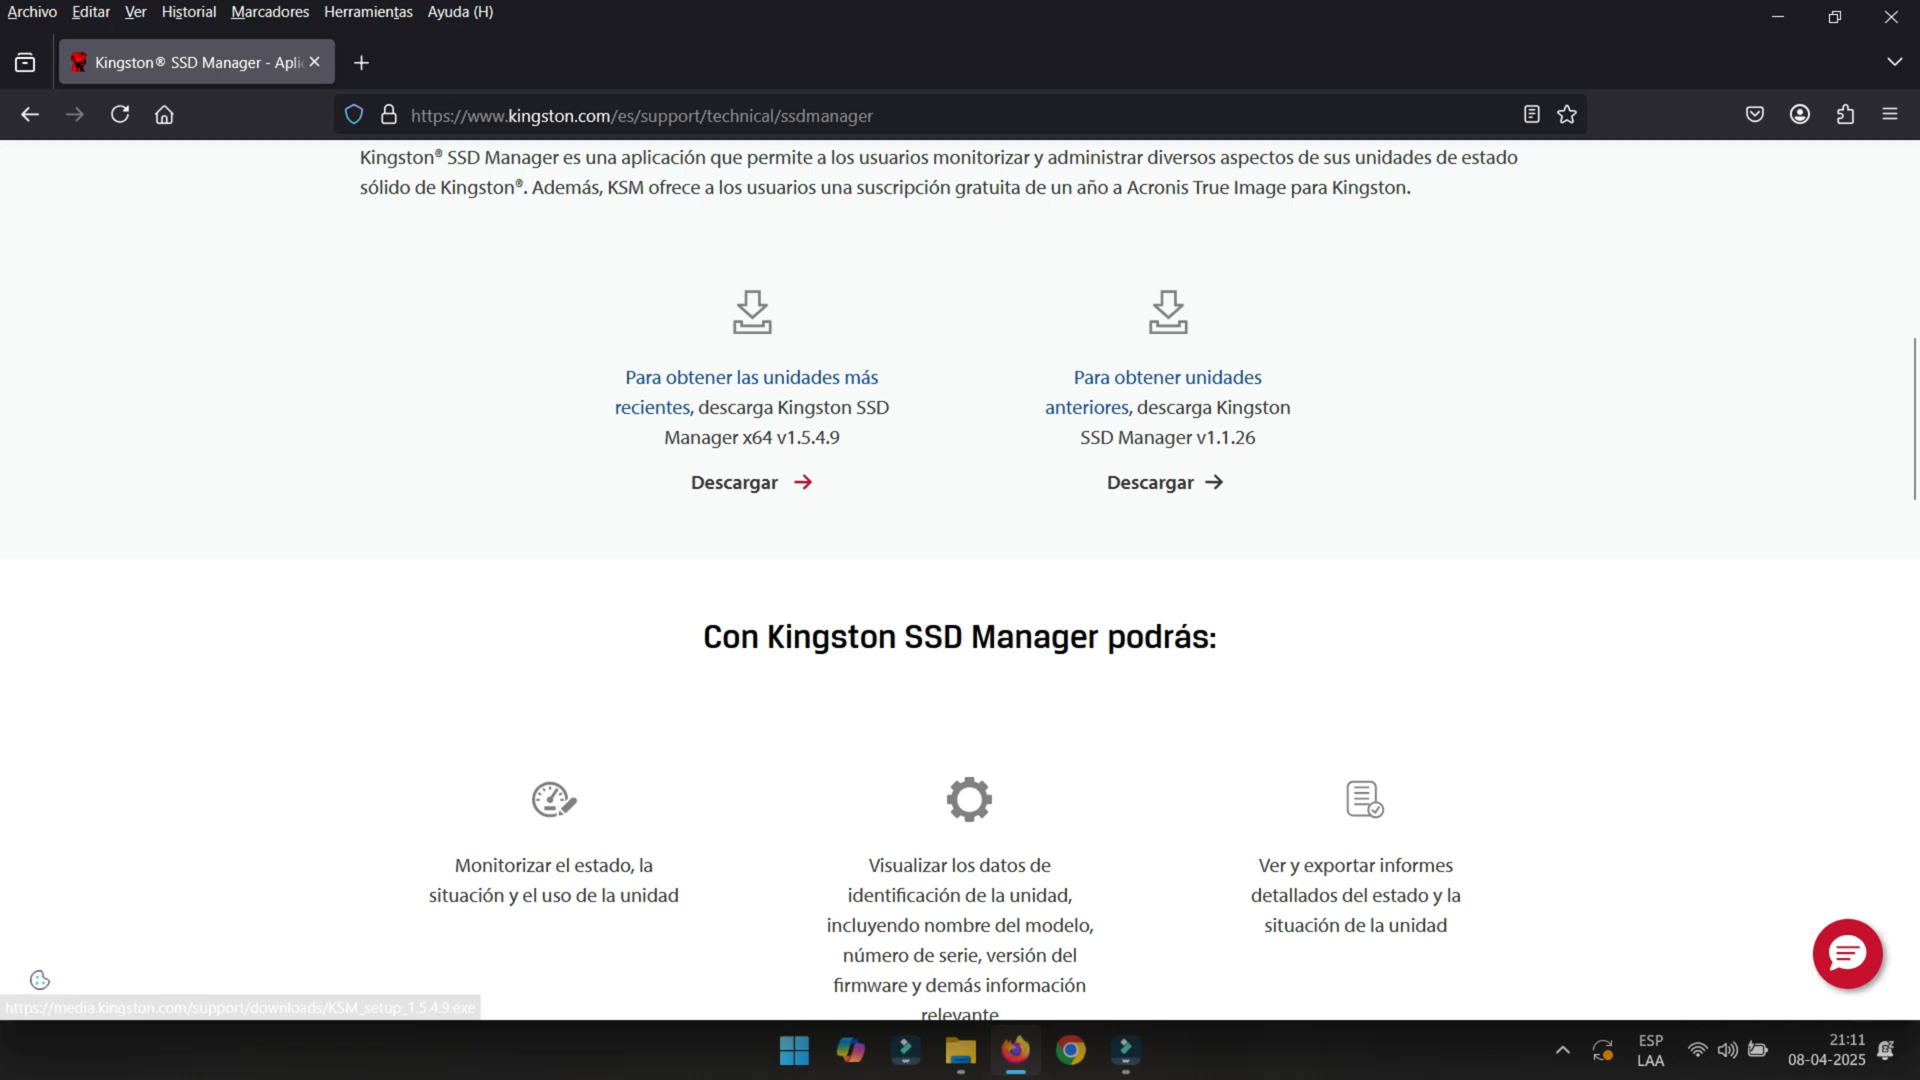 Archivo Editar Ver Historial Marcadores Herramientas Ayuda (H)
Kingston® SSD Manager - Aplic
https://www.kingston.com/es/support/technical/ssdmanager
Kingston® SSD Manager es una aplicación que permite a los usuarios monitorizar y administrar diversos aspectos de sus unidades de estado
sólido de Kingston®. Además, KSM ofrece a los usuarios una suscripción gratuita de un año a Acronis True Image para Kingston.
Para obtener las unidades más
recientes, descarga Kingston SSD
Manager x64 v1.5.4.9
Descargar
Para obtener unidades
anteriores, descarga Kingston
SSD Manager v1.1.26
Descargar
Con Kingston SSD Manager podrás:
Monitorizar el estado, la
situación y el uso de la unidad
Visualizar los datos de
identificación de la unidad,
incluyendo nombre del modelo,
número de serie, versión del
firmware y demás información
relevante
Ver y exportar informes
detallados del estado y la
situación de la unidad
https://media.kingston.com/support/downloads/KSM_setup_1.5.4.9.exe
ESP
LAA
21:11
08-04-2025